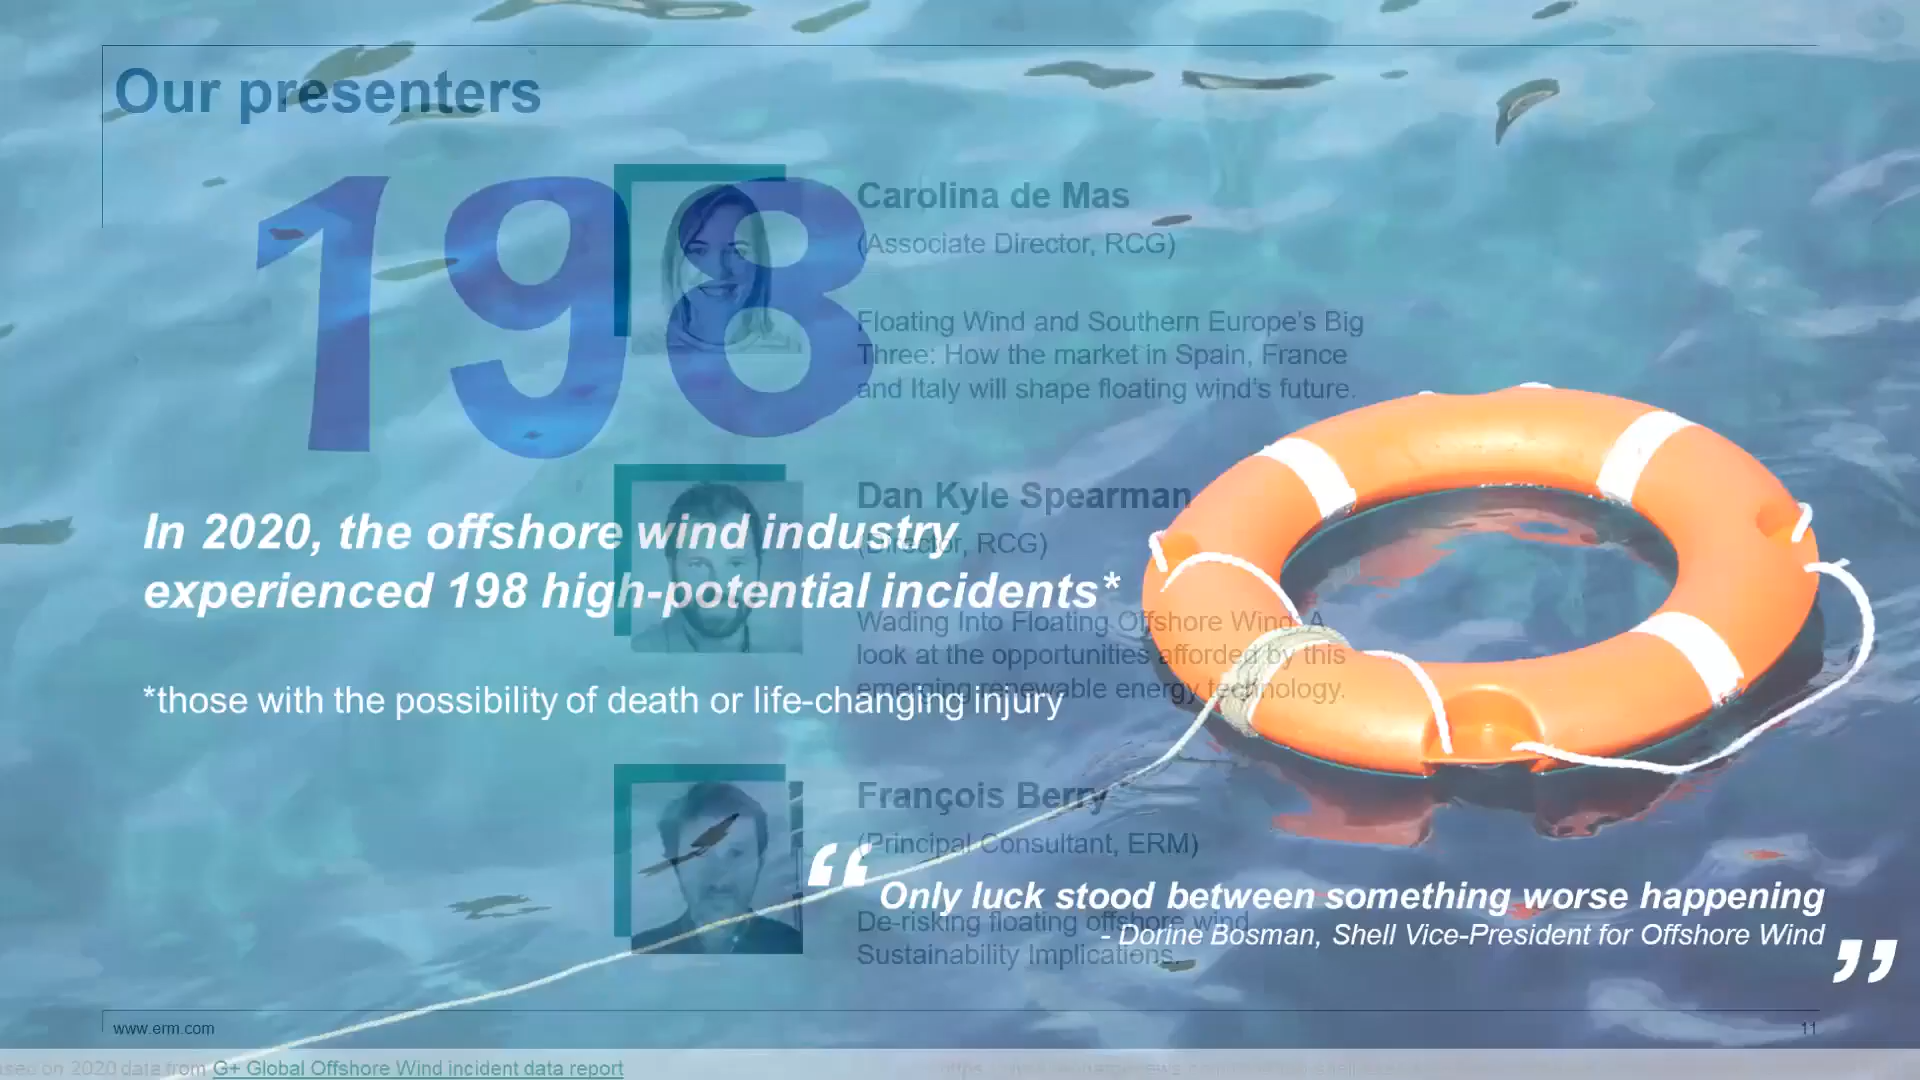 Our presenters
198
Carolina de Mas
(Associate Director, RCG)
Floating Wind and Southern Europe's Big
Three: How the market in Spain, France
and Italy will shape floating wind's future.
Dan Kyle Spearman
(Director, RCG)
In 2020, the offshore wind industry
experienced 198 high-potential incidents*
Wading Into Floating Offshore Wind: A
look at the opportunities afforded by this
emerging renewable energy technology.
*those with the possibility of death or life-changing injury
François Berry
(Principal Consultant, ERM)
“ Only luck stood between something worse happening
- Dorine Bosman, Shell Vice-President for Offshore Wind ”
De-risking floating offshore wind
Sustainability Implications.
www.erm.com
11
on 2020 data from G+ Global Offshore Wind incident data report